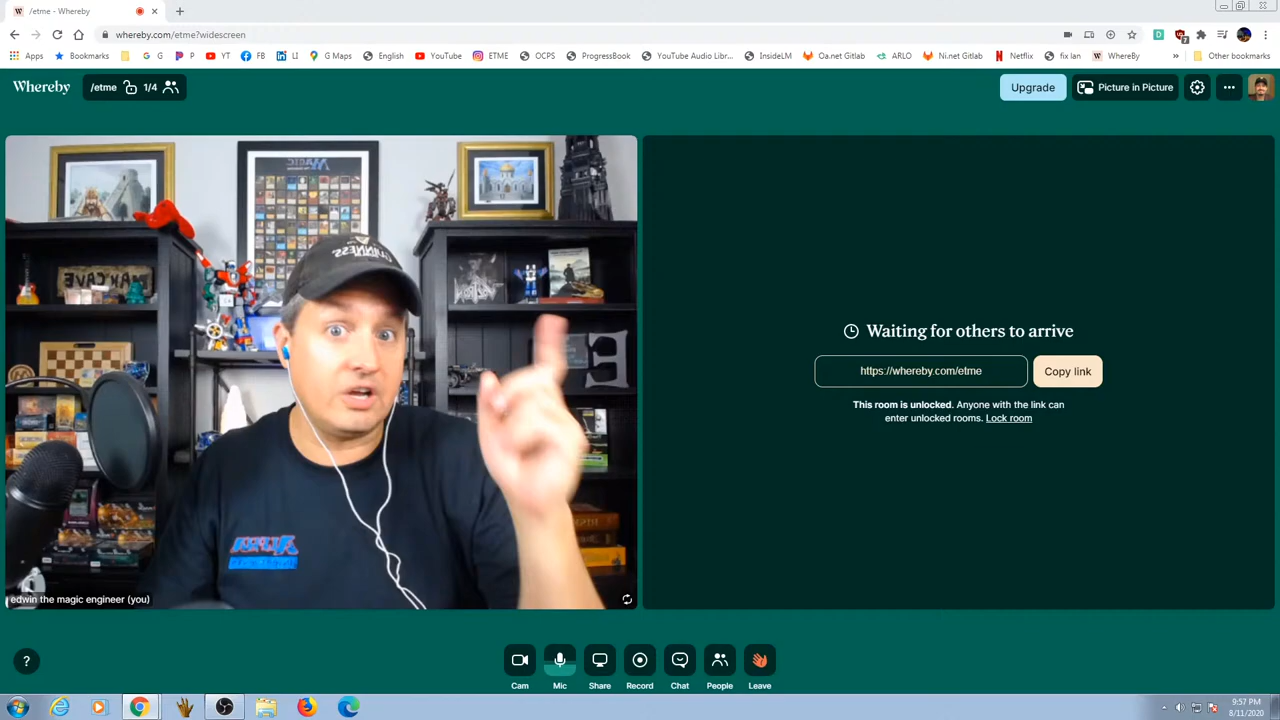 /etme - Whereby
whereby.com/etme?widescreen
Apps Bookmarks G P YT FB LI G Maps English YouTube ETME OCPS ProgressBook YouTube Audio Libr... InsideLM Oa.net Gitlab ARLO Ni.net Gitlab Netflix fix lan WhereBy » Other bookmarks
Whereby /etme 1/4 Upgrade Picture in Picture
MAGIC
GUINNESS
MAN CAVE
Waiting for others to arrive
https://whereby.com/etme Copy link
This room is unlocked. Anyone with the link can
enter unlocked rooms. Lock room
edwin the magic engineer (you)
?
Cam Mic Share Record Chat People Leave
9:57 PM
8/11/2020